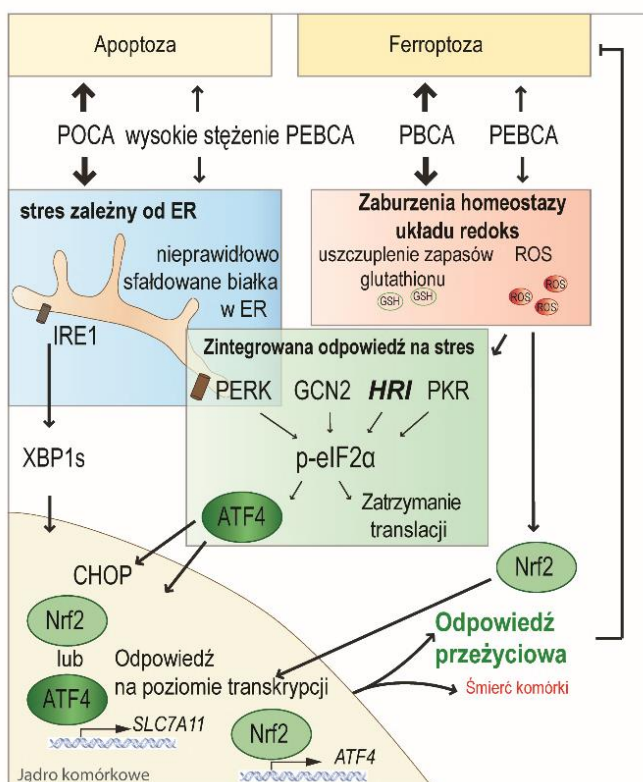 Apoptoza
Ferroptoza
POCA
wysokie stężenie PEBCA
PBCA
PEBCA
stres zależny od ER
nieprawidłowo
sfałdowane białka
w ER
IRE1
Zaburzenia homeostazy
układu redoks
uszczuplenie zapasów
glutathionu
ROS
GSH
GSH
ROS
ROS
ROS
Zintegrowana odpowiedź na stres
PERK
GCN2
HRI
PKR
p-eIF2α
XBP1s
ATF4
Zatrzymanie
translacji
CHOP
Nrf2
Nrf2
lub
ATF4
Odpowiedź
na poziomie transkrypcji
Odpowiedź
przeżyciowa
Śmierć komórki
SLC7A11
Nrf2
ATF4
Jądro komórkowe